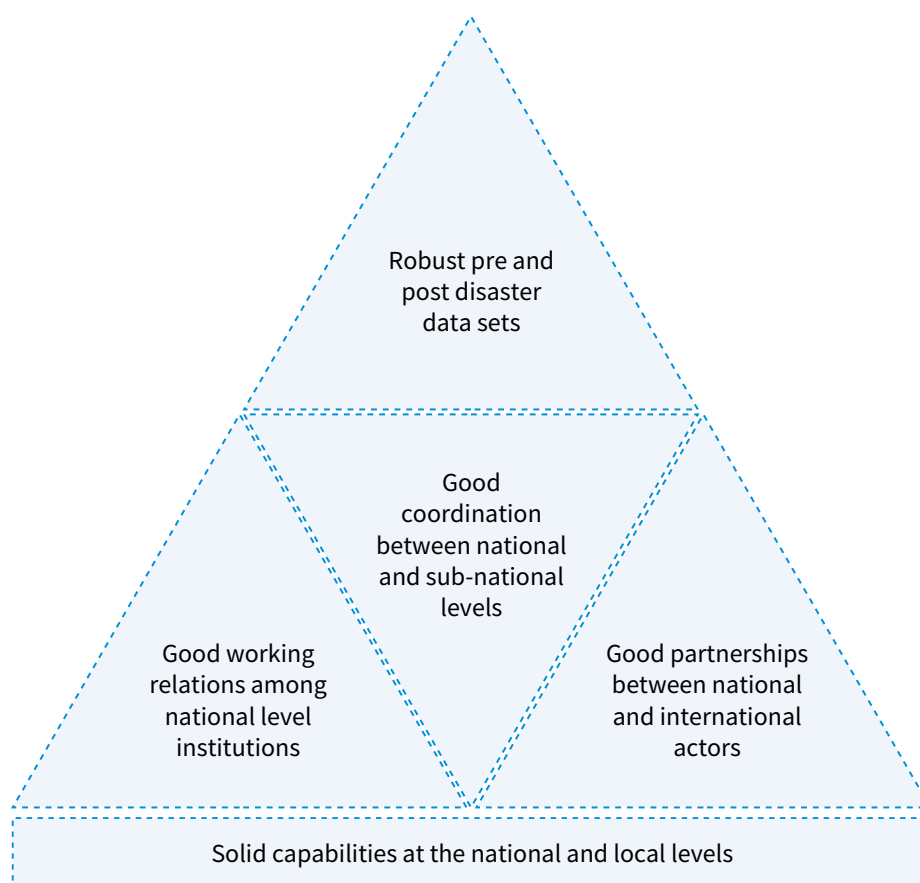 Robust pre and
post disaster
data sets
Good
coordination
between national
and sub-national
levels
Good working
relations among
national level
institutions
Good partnerships
between national
and international
actors
Solid capabilities at the national and local levels